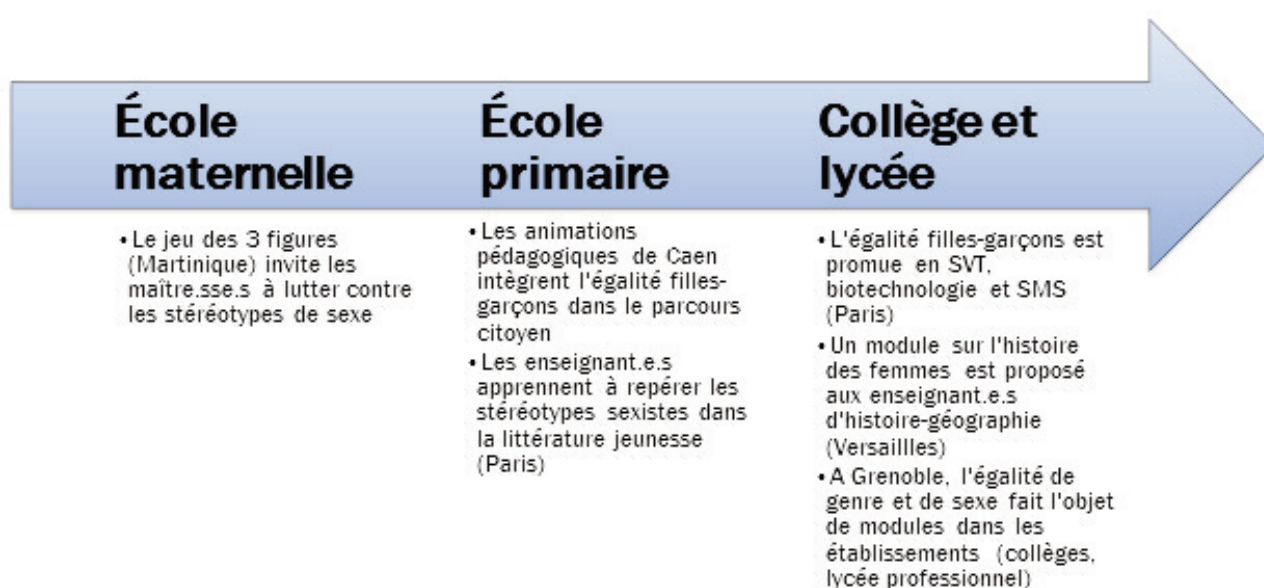 École
maternelle
• Le jeu des 3 figures
(Martinique) invite les
maître.sse.s à lutter contre
les stéréotypes de sexe
École
primaire
• Les animations
pédagogiques de Caen
intègrent l'égalité filles-
garçons dans le parcours
citoyen
• Les enseignant.e.s
apprennent à repérer les
stéréotypes sexistes dans
la littérature jeunesse
(Paris)
Collège et
lycée
• L'égalité filles-garçons est
promue en SVT,
biotechnologie et SMS
(Paris)
• Un module sur l'histoire
des femmes est proposé
aux enseignant.e.s
d'histoire-géographie
(Versaillles)
• A Grenoble, l'égalité de
genre et de sexe fait l'objet
de modules dans les
établissements (collèges,
lycée professionnel)